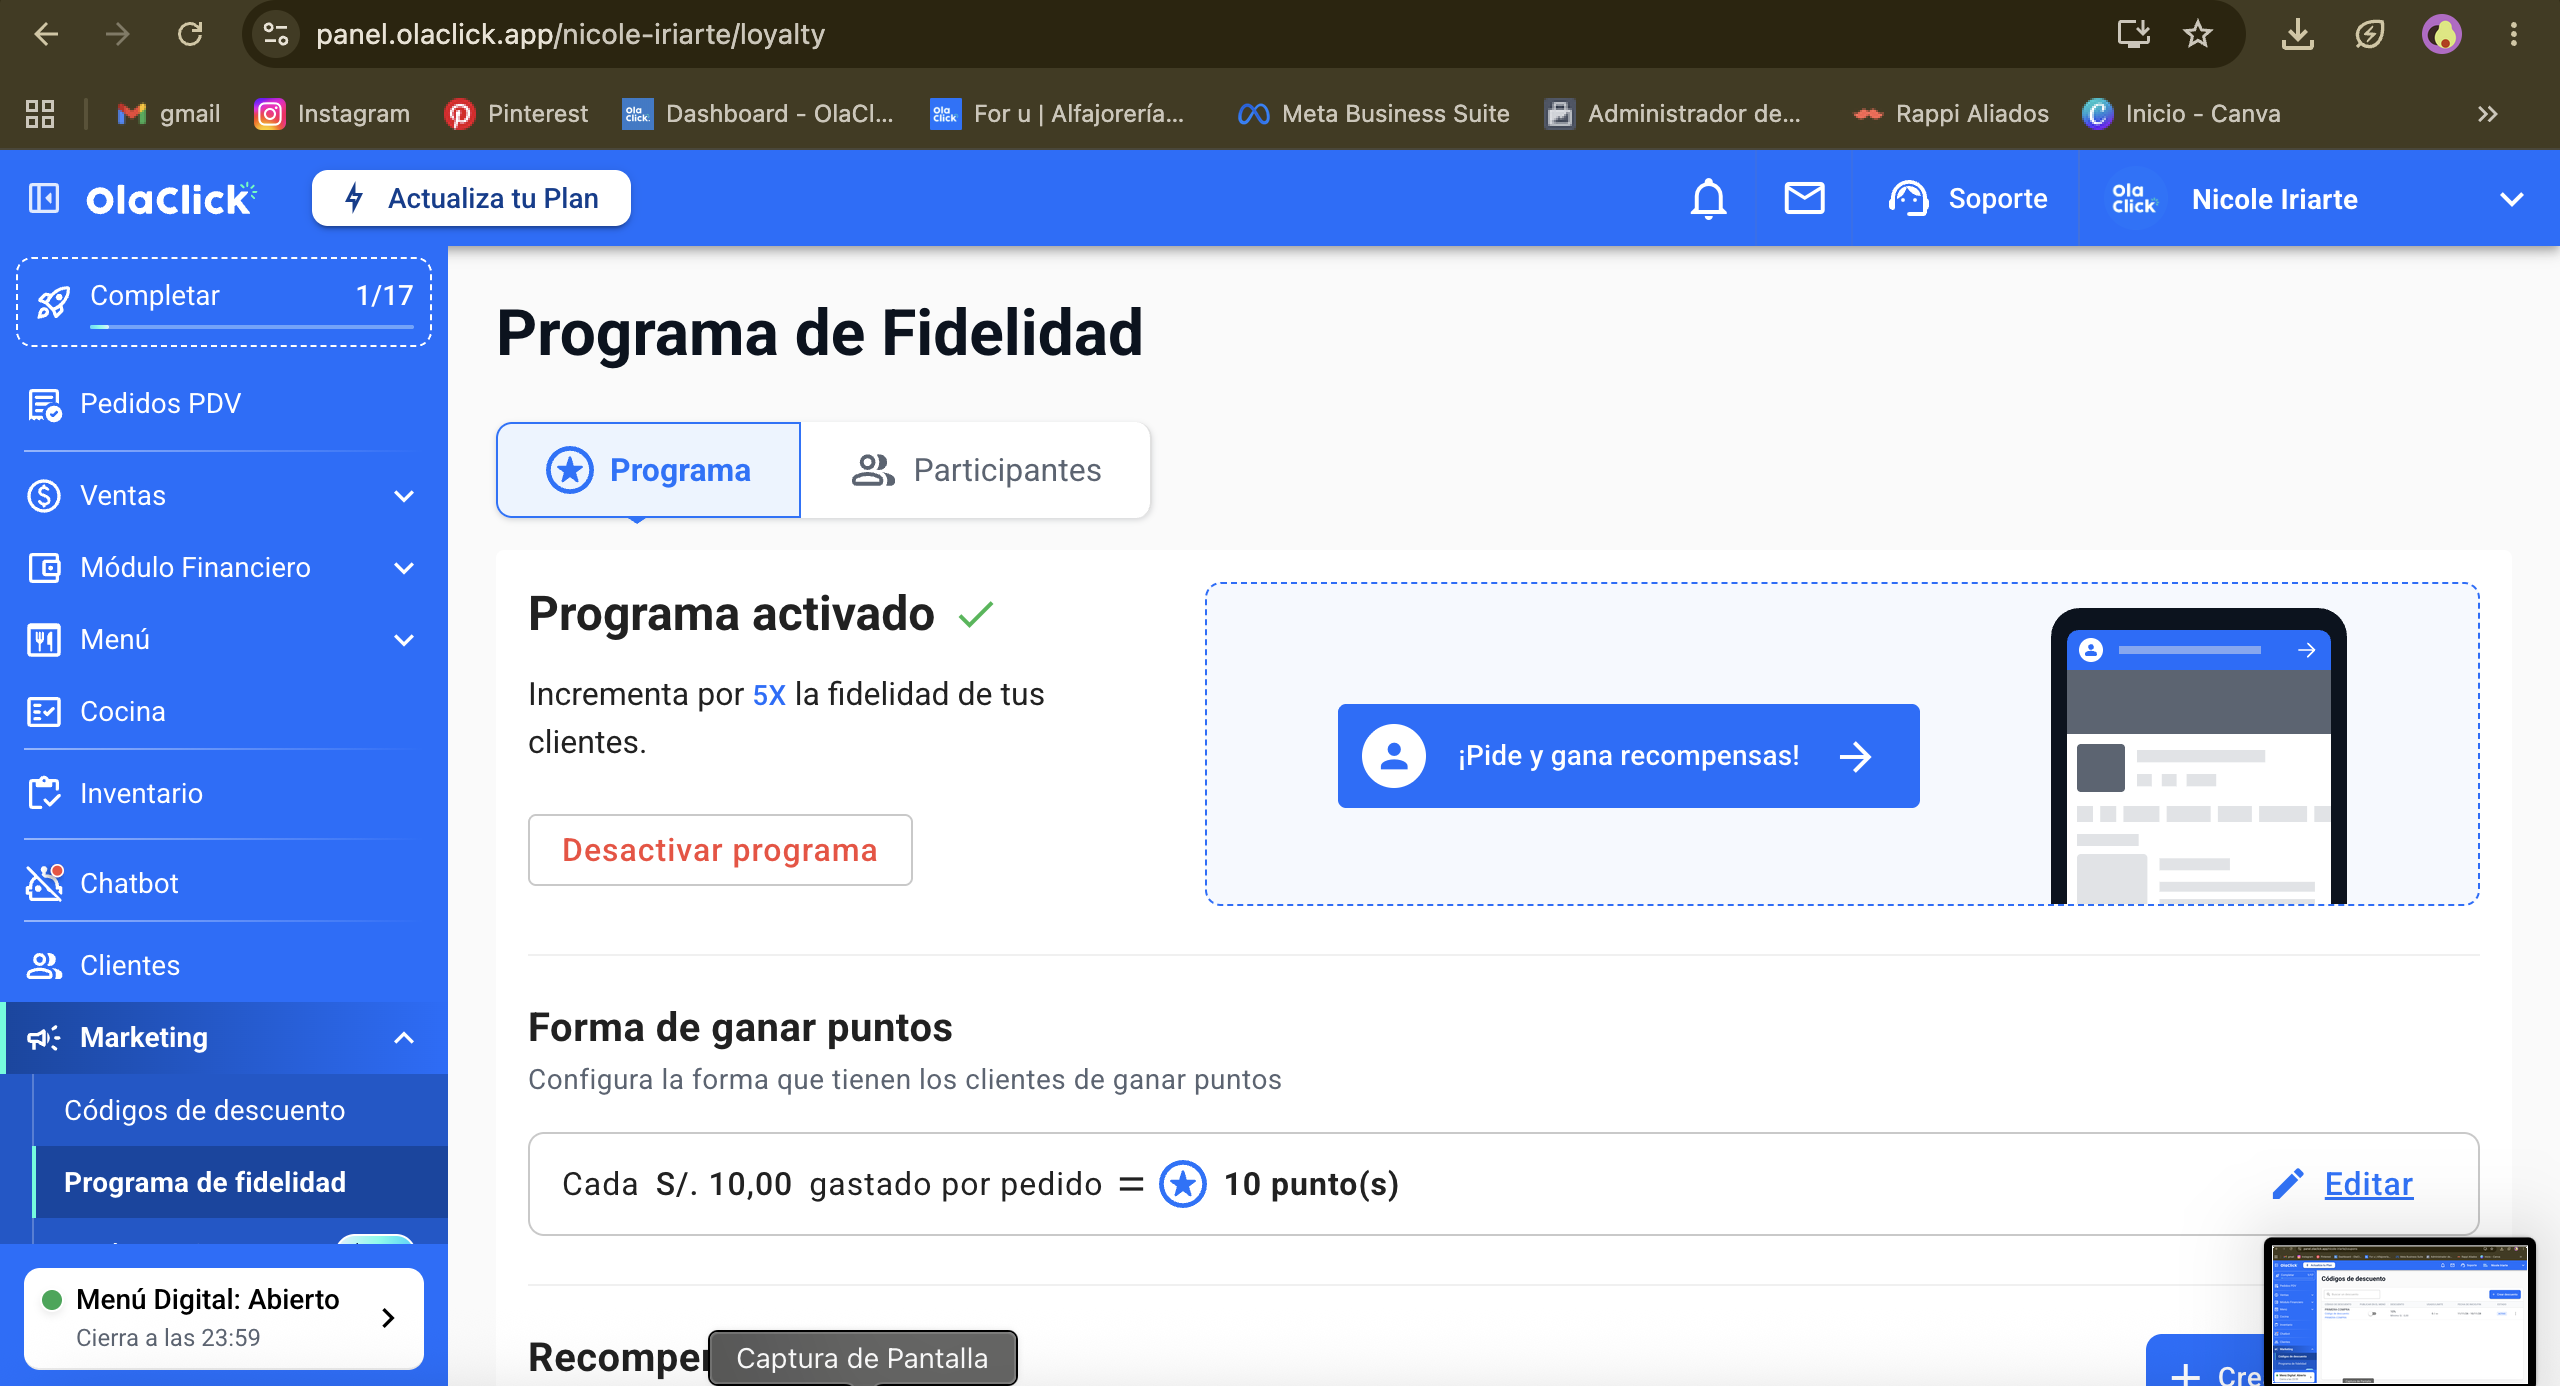 panel.olaclick.app/nicole-iriarte/loyalty
gmail
Instagram
Pinterest
Dashboard - OlaCl...
For u | Alfajorería...
Meta Business Suite
Administrador de...
Rappi Aliados
Inicio - Canva
OlaClick
Actualiza tu Plan
Soporte
Ola Click
Nicole Iriarte
Completar 1/17
Pedidos PDV
Ventas
Módulo Financiero
Menú
Cocina
Inventario
Chatbot
Clientes
Marketing
Códigos de descuento
Programa de fidelidad
Menú Digital: Abierto
Cierra a las 23:59
Programa de Fidelidad
Programa
Participantes
Programa activado
Incrementa por 5X la fidelidad de tus
clientes.
Desactivar programa
¡Pide y gana recompensas!
Forma de ganar puntos
Configura la forma que tienen los clientes de ganar puntos
Cada S/. 10,00 gastado por pedido = 10 punto(s)
Editar
Captura de Pantalla
Códigos de descuento